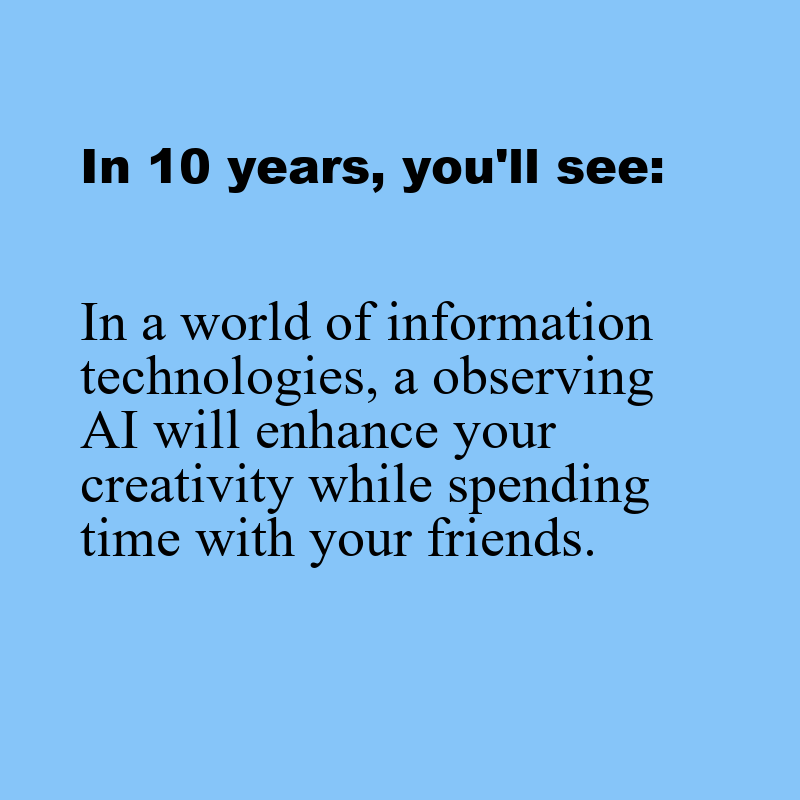 In 10 years, you'll see:
In a world of information
technologies, a observing
AI will enhance your
creativity while spending
time with your friends.